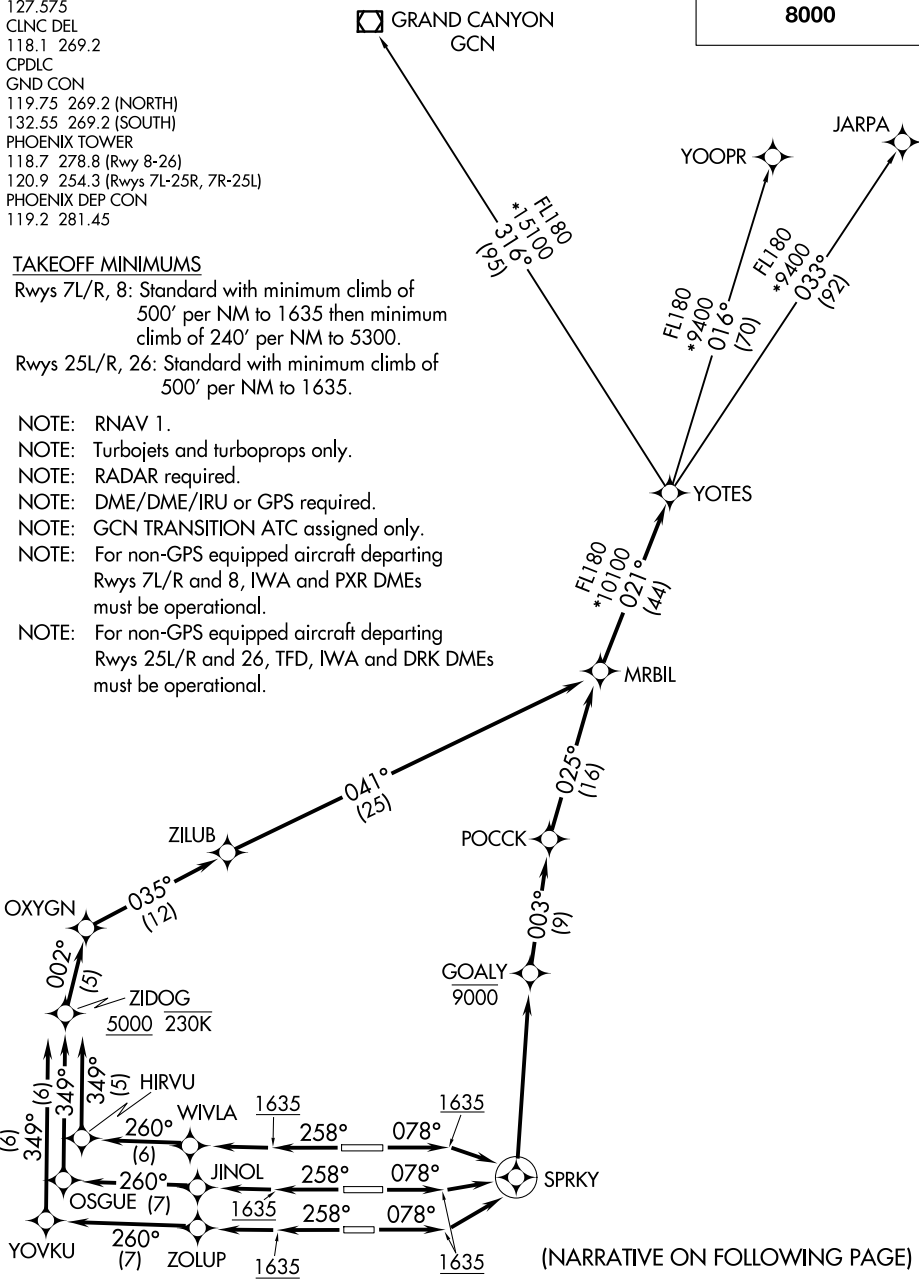 127.575
CLNC DEL
118.1 269.2
CPDLC
GND CON
119.75 269.2 (NORTH)
132.55 269.2 (SOUTH)
PHOENIX TOWER
118.7 278.8 (Rwy 8-26)
120.9 254.3 (Rwys 7L-25R, 7R-25L)
PHOENIX DEP CON
119.2 281.45
8000
GRAND CANYON
GCN
JARPA
YOOPR
FL180
*15100
316°
(95)
FL180
*9400
016°
(70)
FL180
*9400
033°
(92)
TAKEOFF MINIMUMS
Rwys 7L/R, 8: Standard with minimum climb of
500' per NM to 1635 then minimum
climb of 240' per NM to 5300.
Rwys 25L/R, 26: Standard with minimum climb of
500' per NM to 1635.
NOTE: RNAV 1.
NOTE: Turbojets and turboprops only.
NOTE: RADAR required.
NOTE: DME/DME/IRU or GPS required.
NOTE: GCN TRANSITION ATC assigned only.
NOTE: For non-GPS equipped aircraft departing
Rwys 7L/R and 8, IWA and PXR DMEs
must be operational.
NOTE: For non-GPS equipped aircraft departing
Rwys 25L/R and 26, TFD, IWA and DRK DMEs
must be operational.
YOTES
FL180
*10100
021°
(44)
MRBIL
041°
(25)
025°
(16)
ZILUB
POCCK
035°
(12)
OXYGN
003°
(9)
002°
(5)
GOALY
9000
ZIDOG
5000 230K
349°
(6)
349°
(6)
349°
(5)
HIRVU
WIVLA
1635
1635
260°
(6)
258°
078°
JINOL
260°
(7)
OSGUE
258°
078°
1635
SPRKY
YOVKU
260°
(7)
ZOLUP
258°
078°
1635
1635
(NARRATIVE ON FOLLOWING PAGE)